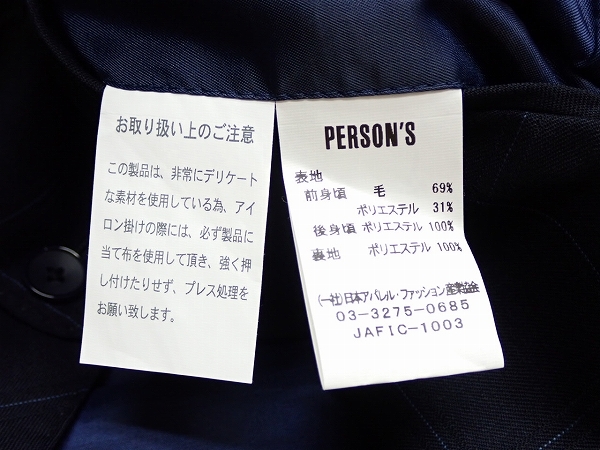 お取り扱い上のご注意
この製品は、非常にデリケート
な素材を使用している為、アイ
ロン掛けの際には、必ず製品に
当て布を使用して頂き、強く押
し付けたりせず、プレス処理を
お願い致します。
PERSON'S
表地
前身頃 毛 69%
ポリエステル 31%
後身頃 ポリエステル 100%
裏地 ポリエステル 100%
(一社)日本アパレル・ファッション産業協会
03-3275-0685
JAFIC-1003